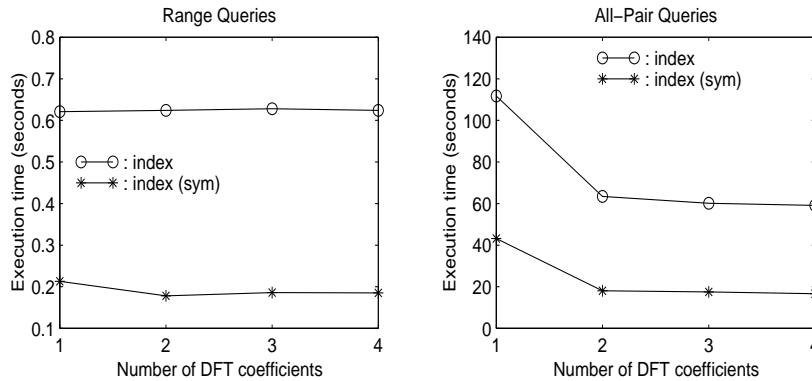 Range Queries
0.8
0.7
0.6
0.5
0.4
0.3
0.2
0.1
Execution time (seconds)
: index
: index (sym)
1 2 3 4
Number of DFT coefficients
All−Pair Queries
140
120
100
80
60
40
20
0
Execution time (seconds)
: index
: index (sym)
1 2 3 4
Number of DFT coefficients